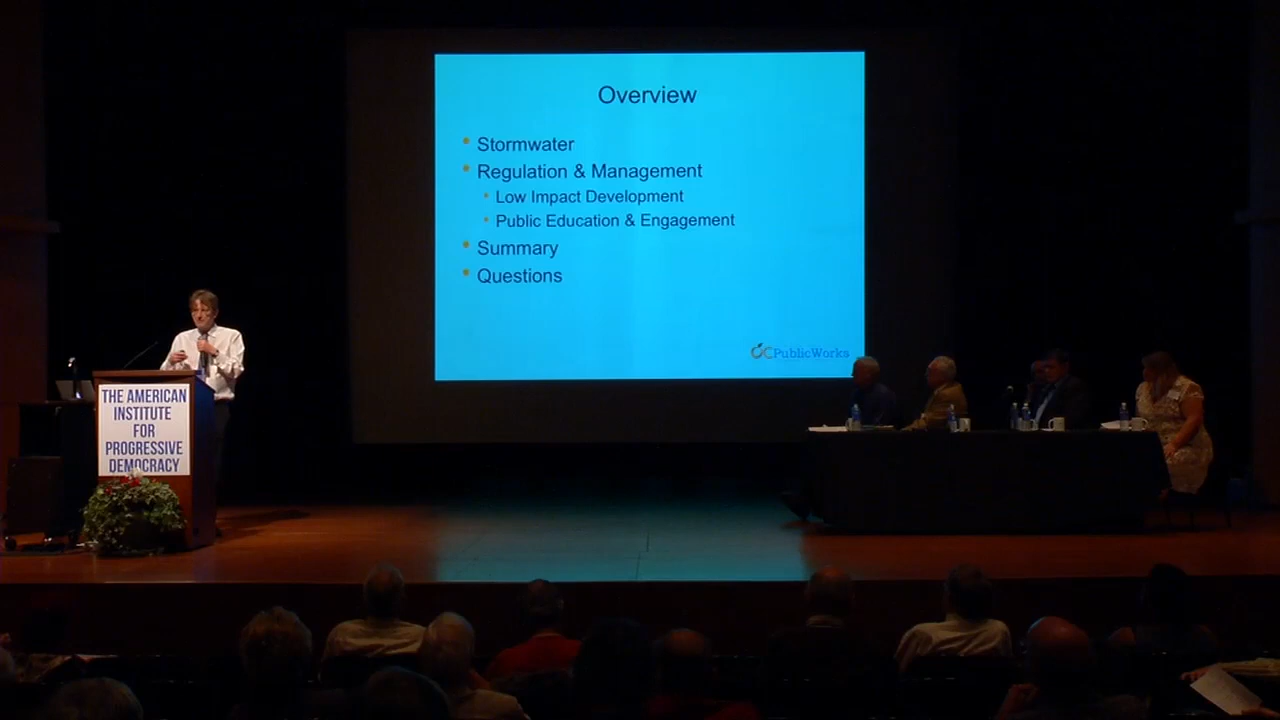 Overview
Stormwater
Regulation & Management
Low Impact Development
Public Education & Engagement
Summary
Questions
OC PublicWorks
THE AMERICAN
INSTITUTE
FOR
PROGRESSIVE
DEMOCRACY